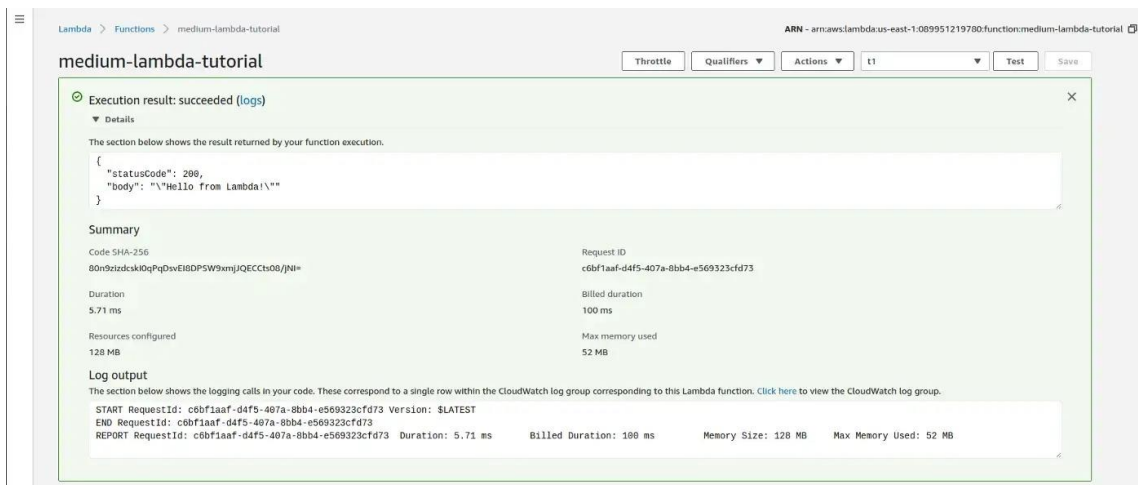 Lambda > Functions > medium-lambda-tutorial
ARN - arn:aws:lambda:us-east-1:089951219780:function:medium-lambda-tutorial
medium-lambda-tutorial
Throttle Qualifiers Actions t1 Test Save
Execution result: succeeded (logs)
Details
The section below shows the result returned by your function execution.
{
"statusCode": 200,
"body": "\"Hello from Lambda!\""
}
Summary
Code SHA-256
80n9zizdcskI0qPqDsvEI8DPSW9xmjJQECCts08/jNI=
Request ID
c6bf1aaf-d4f5-407a-8bb4-e569323cfd73
Duration
5.71 ms
Billed duration
100 ms
Resources configured
128 MB
Max memory used
52 MB
Log output
The section below shows the logging calls in your code. These correspond to a single row within the CloudWatch log group corresponding to this Lambda function. Click here to view the CloudWatch log group.
START RequestId: c6bf1aaf-d4f5-407a-8bb4-e569323cfd73 Version: $LATEST
END RequestId: c6bf1aaf-d4f5-407a-8bb4-e569323cfd73
REPORT RequestId: c6bf1aaf-d4f5-407a-8bb4-e569323cfd73 Duration: 5.71 ms Billed Duration: 100 ms Memory Size: 128 MB Max Memory Used: 52 MB